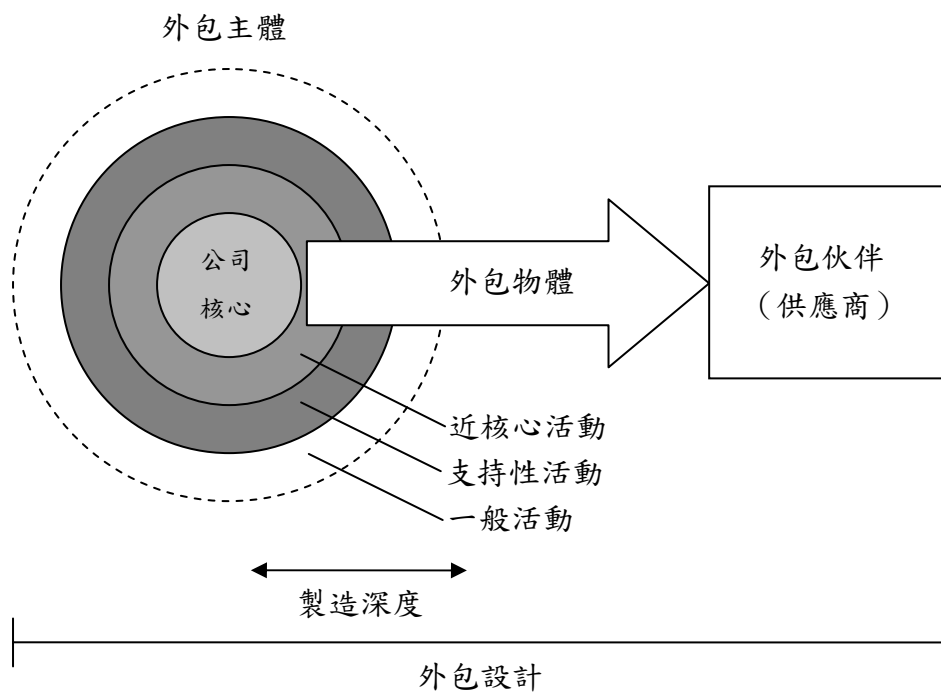 外包主體
公司
核心
外包物體
外包伙伴
（供應商）
近核心活動
支持性活動
一般活動
製造深度
外包設計